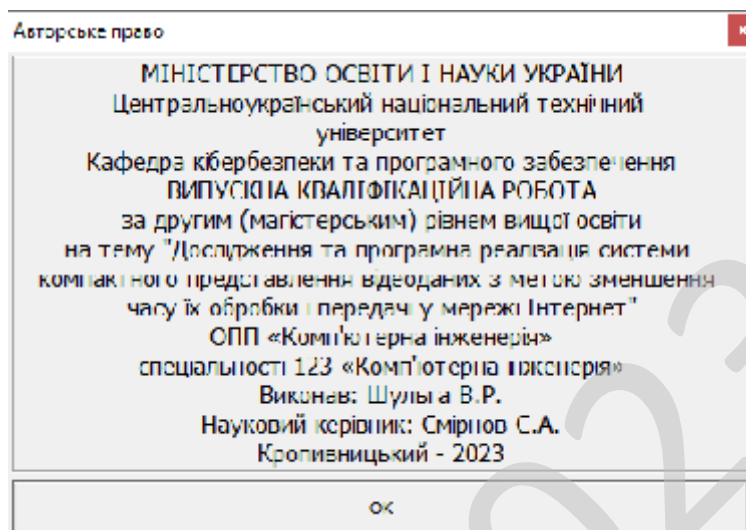 Авторське право
МІНІСТЕРСТВО ОСВІТИ І НАУКИ УКРАЇНИ
Центральноукраїнський національний технічний
університет
Кафедра кібербезпеки та програмного забезпечення
ВИПУСКНА КВАЛІФІКАЦІЙНА РОБОТА
за другим (магістерським) рівнем вищої освіти
на тему "Дослідження та програмна реалізація системи
компактного представлення відеоданих з метою зменшення
часу їх обробки і передачі у мережі Інтернет"
ОПП «Комп'ютерна інженерія»
спеціальності 123 «Комп'ютерна інженерія»
Виконав: Шульга В.Р.
Науковий керівник: Смірнов С.А.
Кропивницький - 2023
ОК